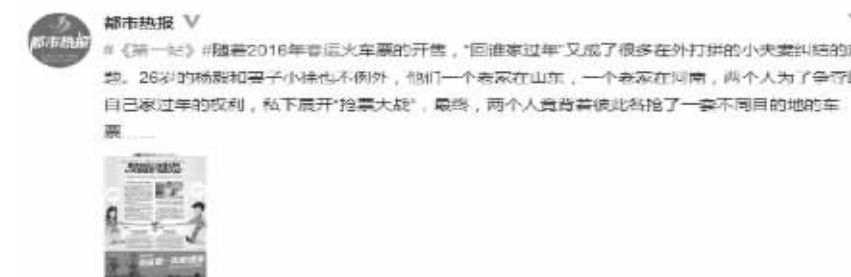 都市热报
都市热报 V
#《第一站》#随着2016年春运火车票的开售，“回谁家过年”又成了很多在外打拼的小夫妻纠结的
题。26岁的杨毅和妻子小徐也不例外，他们一个老家在山东，一个老家在河南，两个人为了争夺
自己家过年的权利，私下展开“抢票大战”，最终，两个人竟背着彼此各抢了一套不同目的地的车
票……